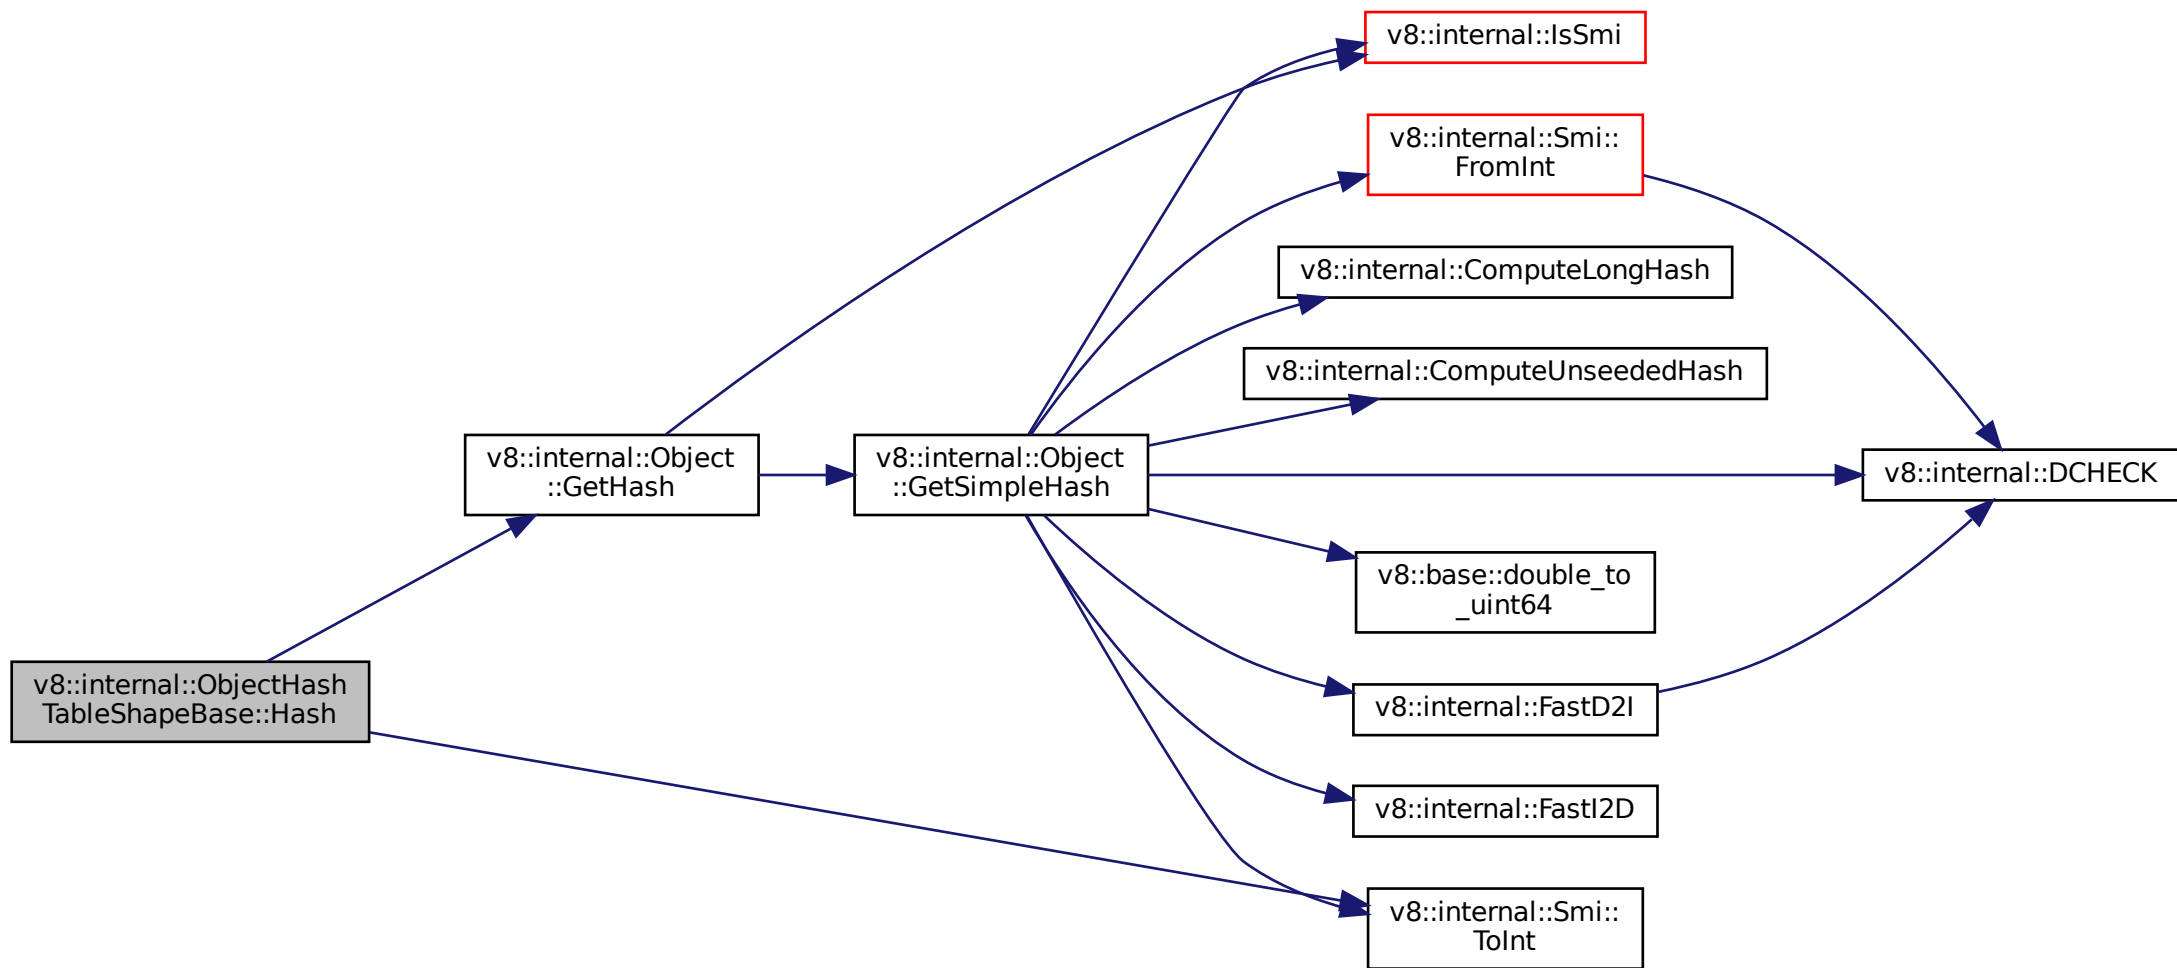 v8::internal::IsSmi
v8::internal::Smi::
FromInt
v8::internal::ComputeLongHash
v8::internal::ComputeUnseededHash
v8::internal::Object
::GetHash
v8::internal::Object
::GetSimpleHash
v8::internal::DCHECK
v8::base::double_to
_uint64
v8::internal::ObjectHash
TableShapeBase::Hash
v8::internal::FastD2I
v8::internal::FastI2D
v8::internal::Smi::
ToInt